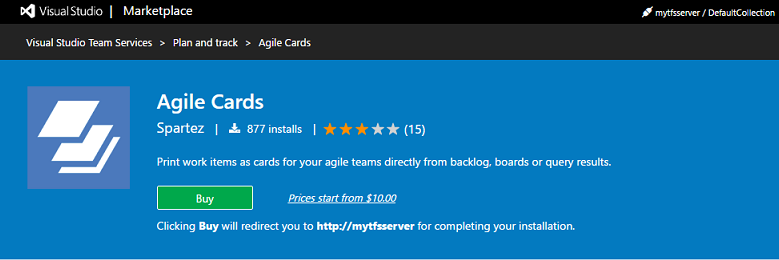 Visual Studio | Marketplace mytfsserver / DefaultCollection
Visual Studio Team Services > Plan and track > Agile Cards
Agile Cards
Spartez | 877 installs | (15)
Print work items as cards for your agile teams directly from backlog, boards or query results.
Buy Prices start from $10.00
Clicking Buy will redirect you to http://mytfsserver for completing your installation.